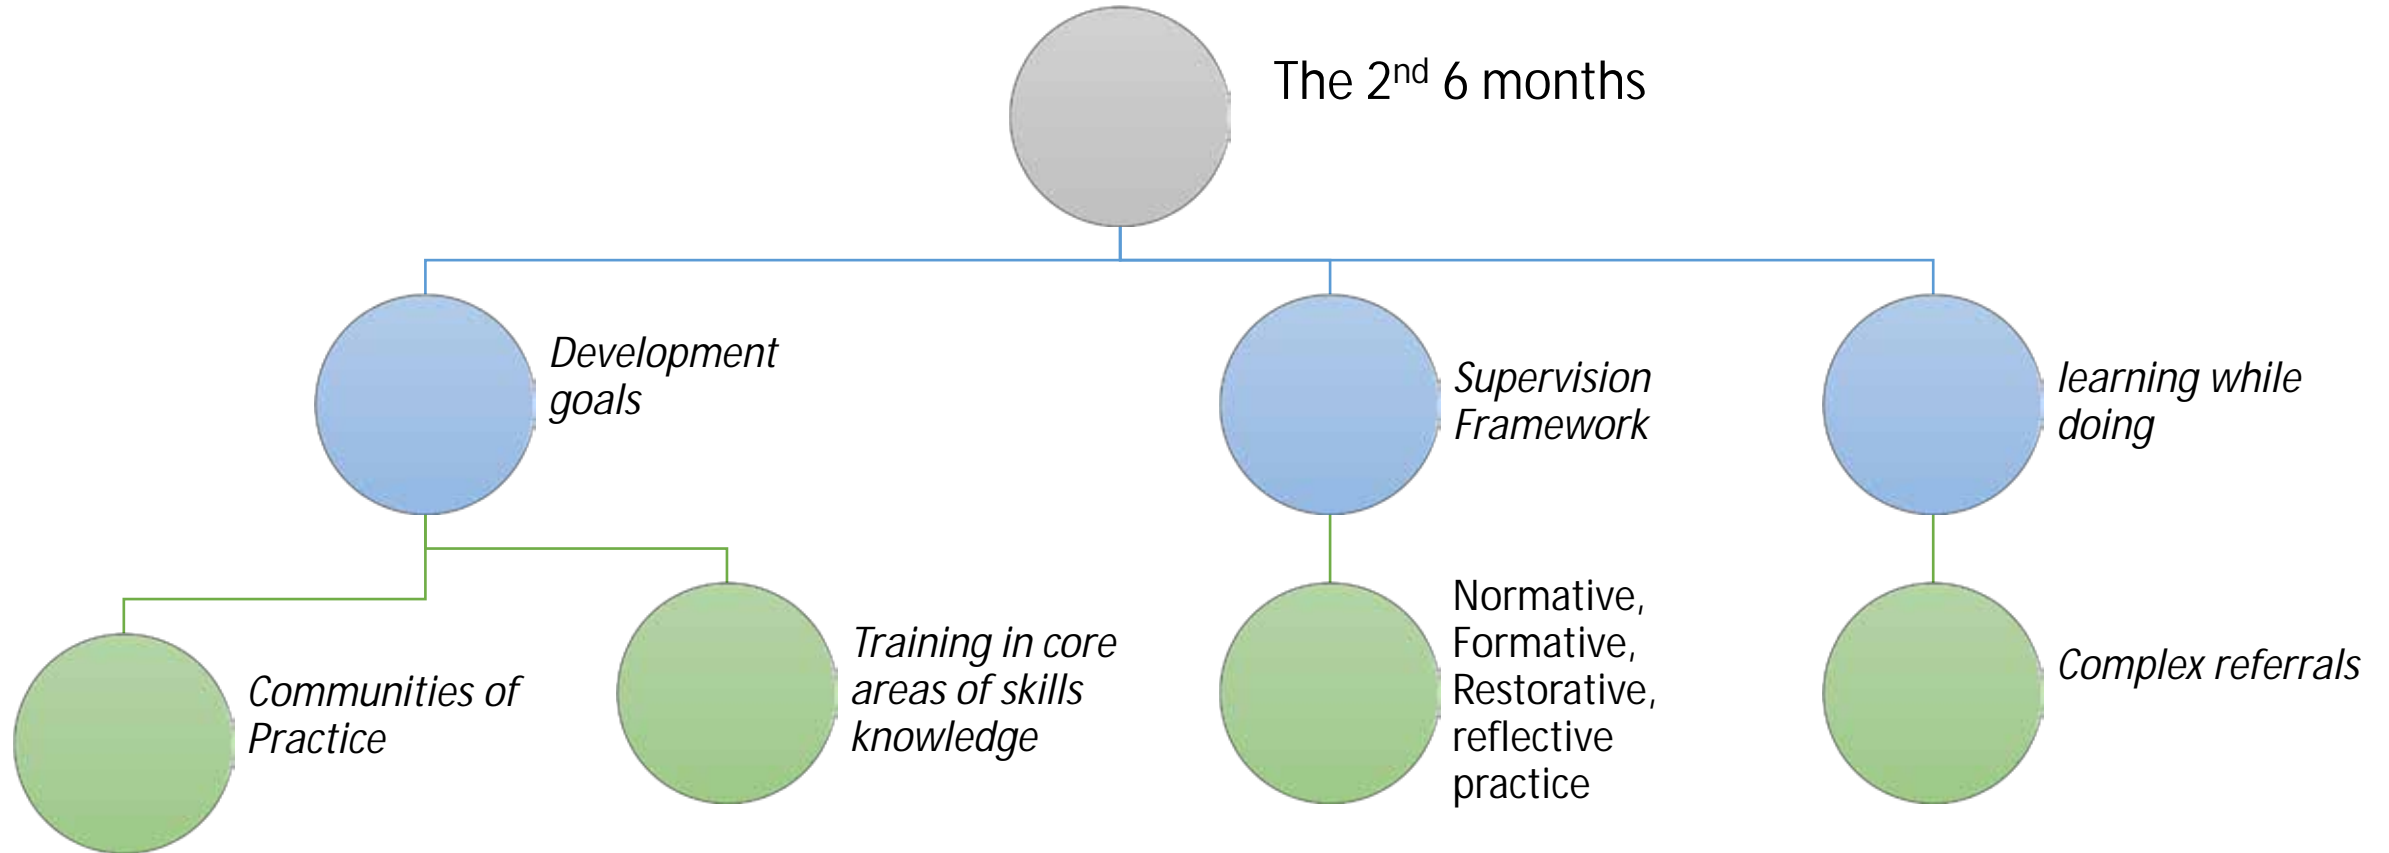 The 2nd 6 months
Development
goals
Supervision
Framework
learning while
doing
Communities of
Practice
Training in core
areas of skills
knowledge
Normative,
Formative,
Restorative,
reflective
practice
Complex referrals